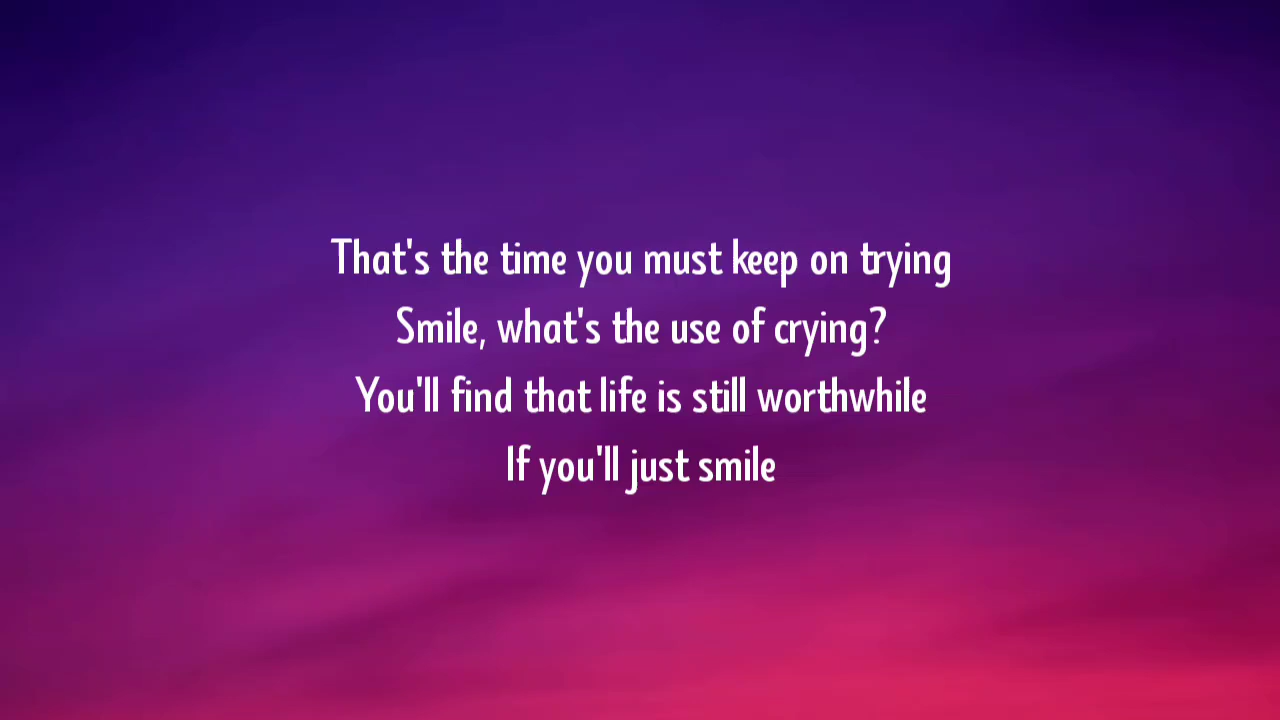 That's the time you must keep on trying
Smile, what's the use of crying?
You'll find that life is still worthwhile
If you'll just smile